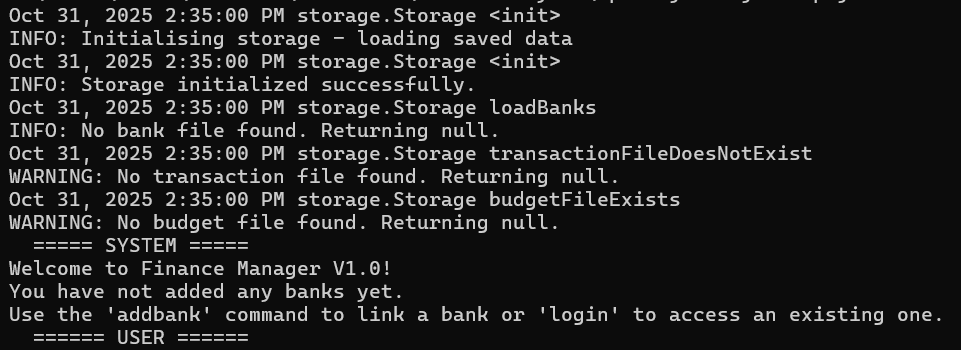 Oct 31, 2025 2:35:00 PM storage.Storage <init>
INFO: Initialising storage - loading saved data
Oct 31, 2025 2:35:00 PM storage.Storage <init>
INFO: Storage initialized successfully.
Oct 31, 2025 2:35:00 PM storage.Storage loadBanks
INFO: No bank file found. Returning null.
Oct 31, 2025 2:35:00 PM storage.Storage transactionFileDoesNotExist
WARNING: No transaction file found. Returning null.
Oct 31, 2025 2:35:00 PM storage.Storage budgetFileExists
WARNING: No budget file found. Returning null.
===== SYSTEM =====
Welcome to Finance Manager V1.0!
You have not added any banks yet.
Use the 'addbank' command to link a bank or 'login' to access an existing one.
====== USER ======